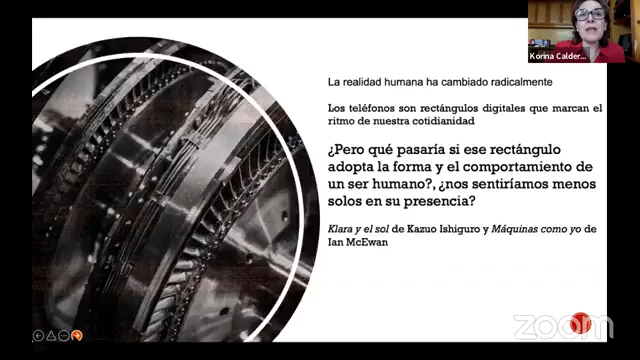 Korina Calder...
La realidad humana ha cambiado radicalmente
Los teléfonos son rectángulos digitales que marcan el
ritmo de nuestra cotidianidad
¿Pero qué pasaría si ese rectángulo
adopta la forma y el comportamiento de
un ser humano?, ¿nos sentiríamos menos
solos en su presencia?
Klara y el sol de Kazuo Ishiguro y Máquinas como yo de
Ian McEwan
zoom